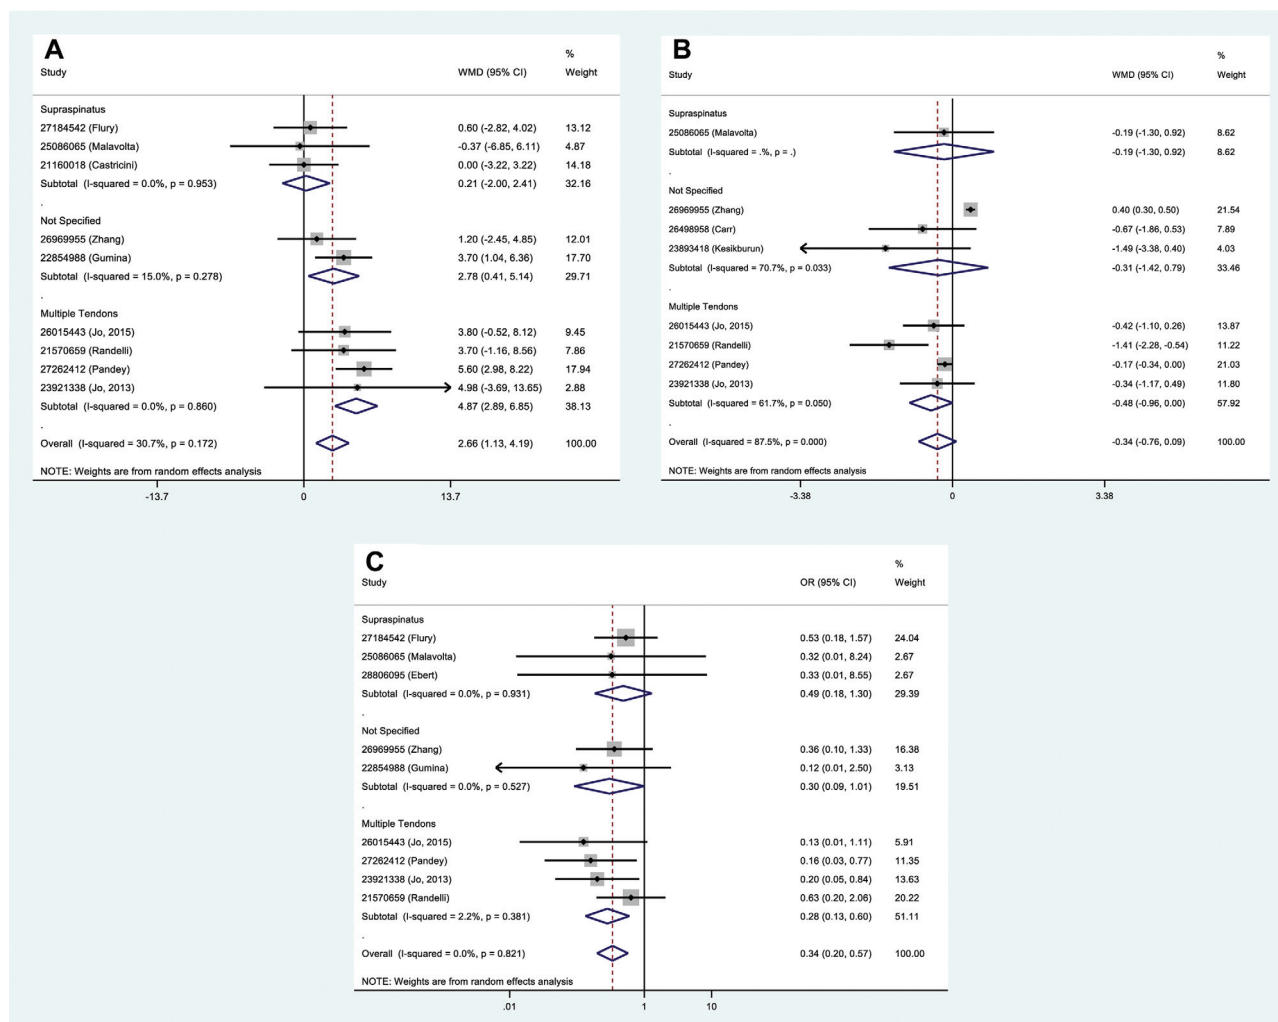 A
%
Study WMD (95% CI) Weight
Supraspinatus
27184542 (Flury) 0.60 (-2.82, 4.02) 13.12
25086065 (Malavolta) -0.37 (-6.85, 6.11) 4.87
21160018 (Castricini) 0.00 (-3.22, 3.22) 14.18
Subtotal (I-squared = 0.0%, p = 0.953) 0.21 (-2.00, 2.41) 32.16
.
Not Specified
26969955 (Zhang) 1.20 (-2.45, 4.85) 12.01
22854988 (Gumina) 3.70 (1.04, 6.36) 17.70
Subtotal (I-squared = 15.0%, p = 0.278) 2.78 (0.41, 5.14) 29.71
.
Multiple Tendons
26015443 (Jo, 2015) 3.80 (-0.52, 8.12) 9.45
21570659 (Randelli) 3.70 (-1.16, 8.56) 7.86
27262412 (Pandey) 5.60 (2.98, 8.22) 17.94
23921338 (Jo, 2013) 4.98 (-3.69, 13.65) 2.88
Subtotal (I-squared = 0.0%, p = 0.860) 4.87 (2.89, 6.85) 38.13
.
Overall (I-squared = 30.7%, p = 0.172) 2.66 (1.13, 4.19) 100.00
NOTE: Weights are from random effects analysis
-13.7 0 13.7
B
%
Study WMD (95% CI) Weight
Supraspinatus
25086065 (Malavolta) -0.19 (-1.30, 0.92) 8.62
Subtotal (I-squared = .%, p = .) -0.19 (-1.30, 0.92) 8.62
.
Not Specified
26969955 (Zhang) 0.40 (0.30, 0.50) 21.54
26498958 (Carr) -0.67 (-1.86, 0.53) 7.89
23893418 (Kesikburun) -1.49 (-3.38, 0.40) 4.03
Subtotal (I-squared = 70.7%, p = 0.033) -0.31 (-1.42, 0.79) 33.46
.
Multiple Tendons
26015443 (Jo, 2015) -0.42 (-1.10, 0.26) 13.87
21570659 (Randelli) -1.41 (-2.28, -0.54) 11.22
27262412 (Pandey) -0.17 (-0.34, 0.00) 21.03
23921338 (Jo, 2013) -0.34 (-1.17, 0.49) 11.80
Subtotal (I-squared = 61.7%, p = 0.050) -0.48 (-0.96, 0.00) 57.92
.
Overall (I-squared = 87.5%, p = 0.000) -0.34 (-0.76, 0.09) 100.00
NOTE: Weights are from random effects analysis
-3.38 0 3.38
C
%
Study OR (95% CI) Weight
Supraspinatus
27184542 (Flury) 0.53 (0.18, 1.57) 24.04
25086065 (Malavolta) 0.32 (0.01, 8.24) 2.67
28806095 (Ebert) 0.33 (0.01, 8.55) 2.67
Subtotal (I-squared = 0.0%, p = 0.931) 0.49 (0.18, 1.30) 29.39
.
Not Specified
26969955 (Zhang) 0.36 (0.10, 1.33) 16.38
22854988 (Gumina) 0.12 (0.01, 2.50) 3.13
Subtotal (I-squared = 0.0%, p = 0.527) 0.30 (0.09, 1.01) 19.51
.
Multiple Tendons
26015443 (Jo, 2015) 0.13 (0.01, 1.11) 5.91
27262412 (Pandey) 0.16 (0.03, 0.77) 11.35
23921338 (Jo, 2013) 0.20 (0.05, 0.84) 13.63
21570659 (Randelli) 0.63 (0.20, 2.06) 20.22
Subtotal (I-squared = 2.2%, p = 0.381) 0.28 (0.13, 0.60) 51.11
.
Overall (I-squared = 0.0%, p = 0.821) 0.34 (0.20, 0.57) 100.00
NOTE: Weights are from random effects analysis
.01 1 10